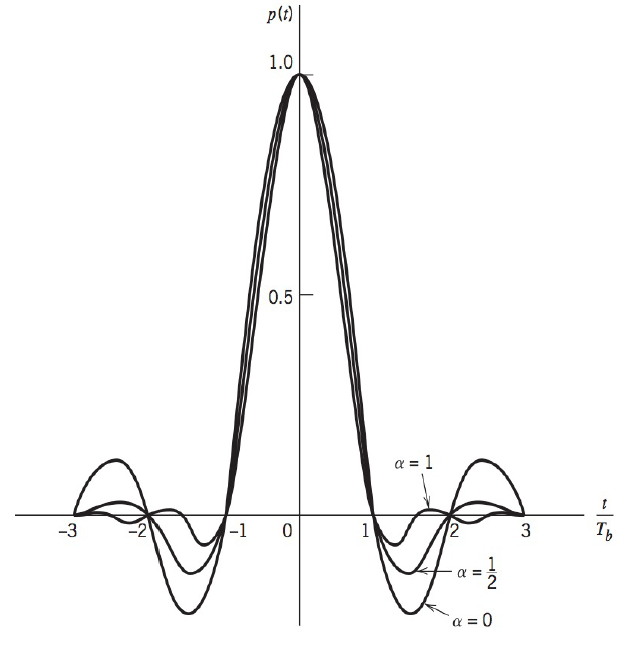 p(t)
1.0
0.5
α = 1
–3 –2 –1 0 1 2 3
t/T_b
α = 1/2
α = 0